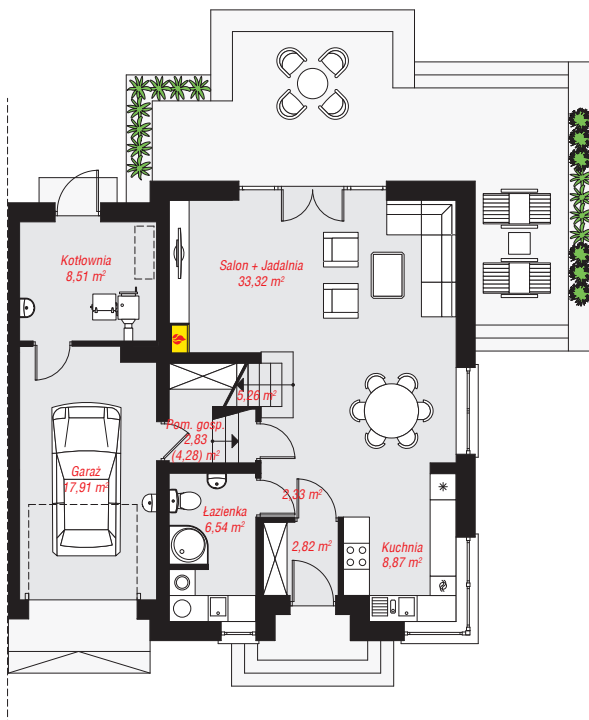 Kotłownia
8,51 m²
Salon + Jadalnia
33,32 m²
5,26 m²
Pom. gosp.
2,83
(4,28) m²
Garaż
17,91 m²
Łazienka
6,54 m²
2,33 m²
2,82 m²
Kuchnia
8,87 m²